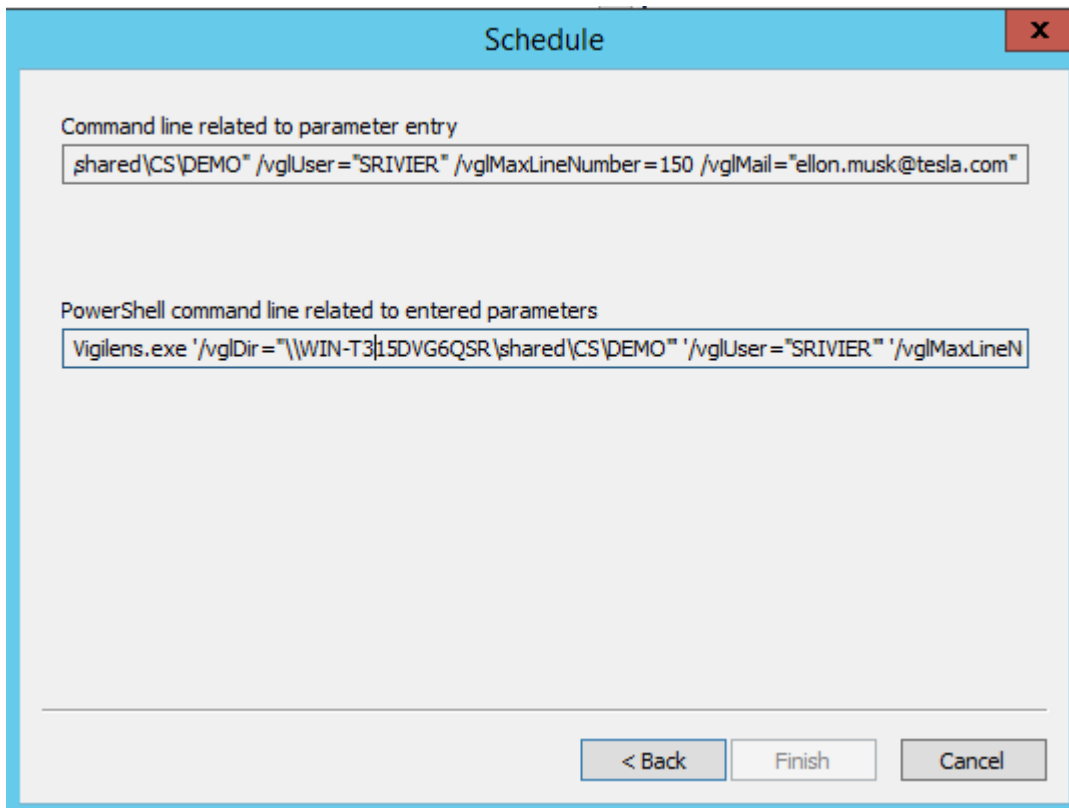 Schedule
x
Command line related to parameter entry
shared\CS\DEMO" /vglUser="SRIVIER" /vglMaxLineNumber=150 /vglMail="ellon.musk@tesla.com"
PowerShell command line related to entered parameters
Vigilens.exe '/vglDir="\\WIN-T315DVG6QSR\shared\CS\DEMO"' '/vglUser="SRIVIER"' '/vglMaxLineN
< Back
Finish
Cancel